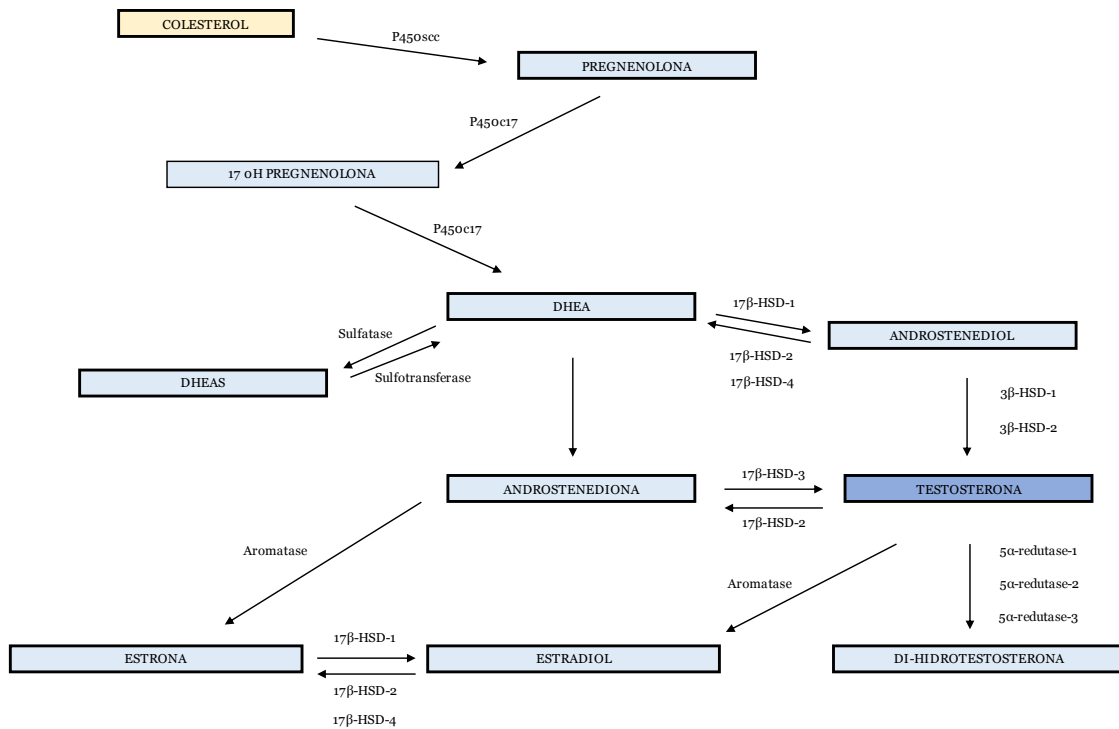 COLESTEROL
P450scc
PREGNENOLONA
P450c17
17 0H PREGNENOLONA
P450c17
DHEA
17β-HSD-1
ANDROSTENEDIOL
Sulfatase
17β-HSD-2
17β-HSD-4
Sulfotransferase
DHEAS
3β-HSD-1
3β-HSD-2
ANDROSTENEDIONA
17β-HSD-3
TESTOSTERONA
17β-HSD-2
Aromatase
5α-redutase-1
Aromatase
5α-redutase-2
5α-redutase-3
ESTRONA
17β-HSD-1
ESTRADIOL
DI-HIDROTESTOSTERONA
17β-HSD-2
17β-HSD-4